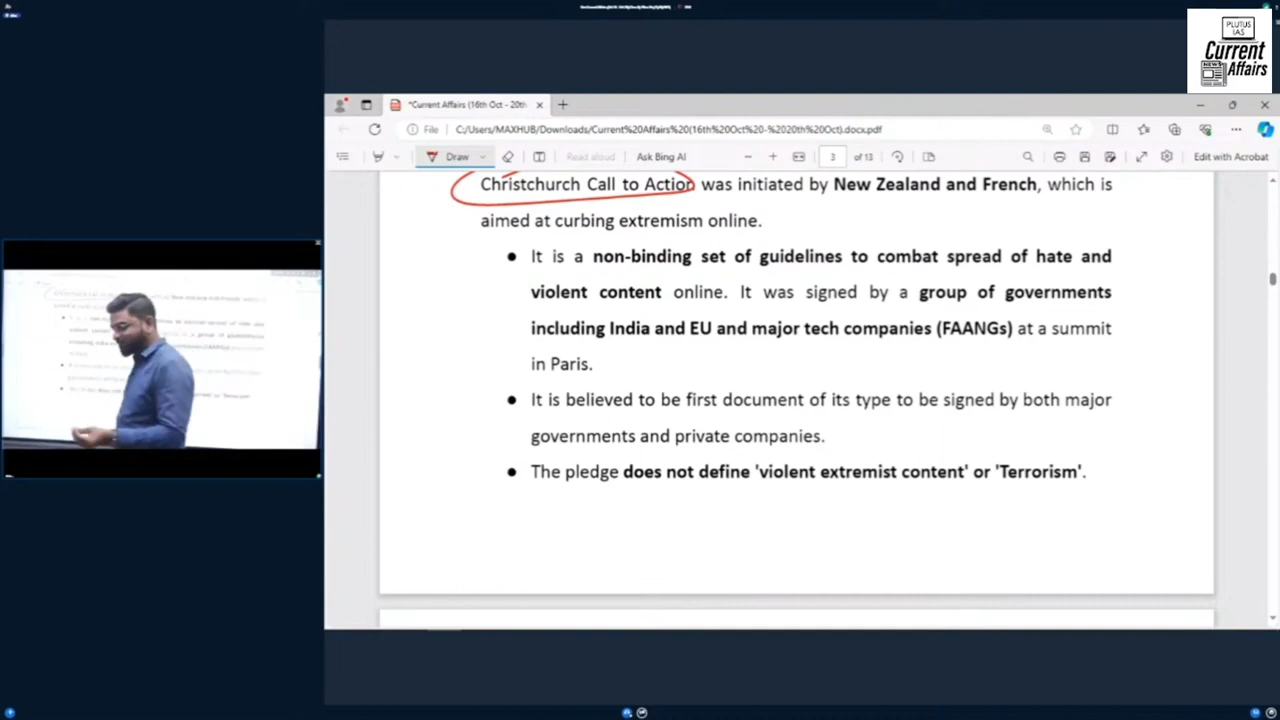 PLUTUS
IAS
Current
NEWS
Affairs
*Current Affairs (16th Oct - 20th
File
C:/Users/MAXHUB/Downloads/Current%20Affairs%20(16th%20Oct%20-%2020th%20Oct).docx.pdf
Draw
Read aloud
Ask Bing AI
3
of 13
Edit with Acrobat
Christchurch Call to Action was initiated by New Zealand and French, which is
aimed at curbing extremism online.
• It is a non-binding set of guidelines to combat spread of hate and
violent content online. It was signed by a group of governments
including India and EU and major tech companies (FAANGs) at a summit
in Paris.
• It is believed to be first document of its type to be signed by both major
governments and private companies.
• The pledge does not define 'violent extremist content' or 'Terrorism'.